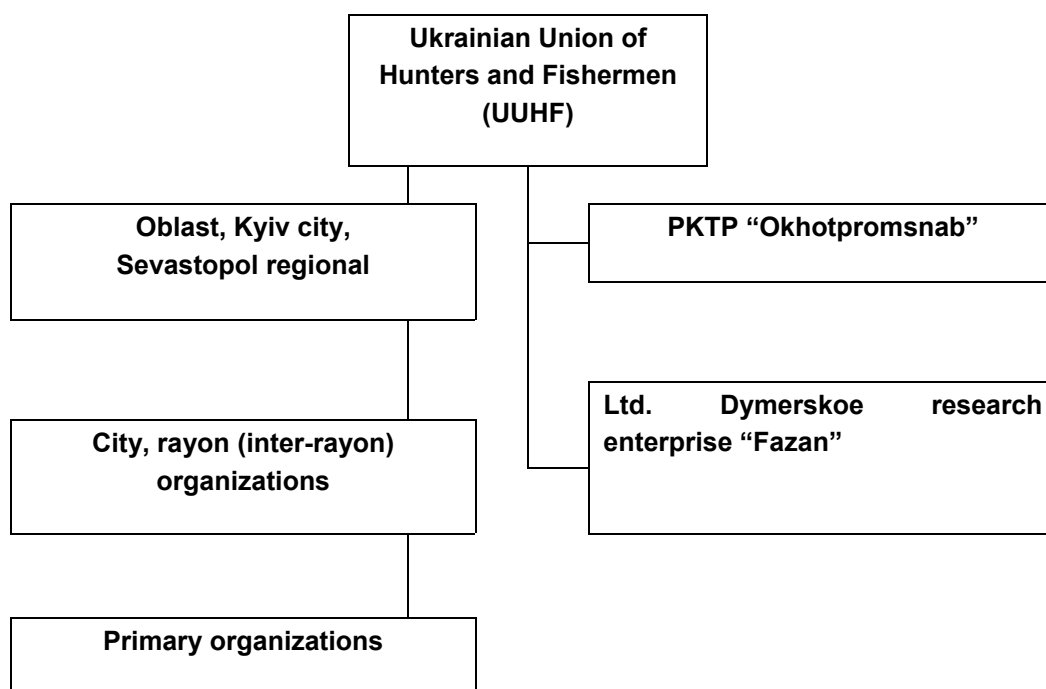 Ukrainian Union of
Hunters and Fishermen
(UUHF)
Oblast, Kyiv city,
Sevastopol regional
PKTP “Okhotpromsnab”
Ltd. Dymerskoe research
enterprise “Fazan”
City, rayon (inter-rayon)
organizations
Primary organizations